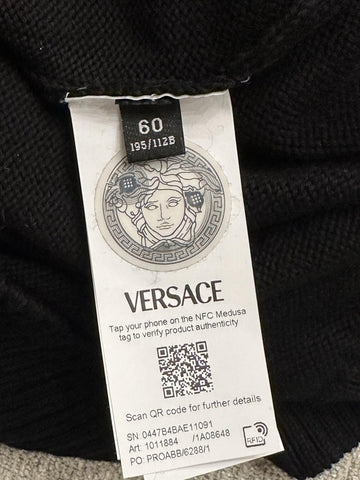 60
195/112B
VERSACE
Tap your phone on the NFC Medusa
tag to verify product authenticity
Scan QR code for further details
SN: 0447B4BAE11091
Art: 1011884 /1A08648
PO: PROABB/6288/1
RFID